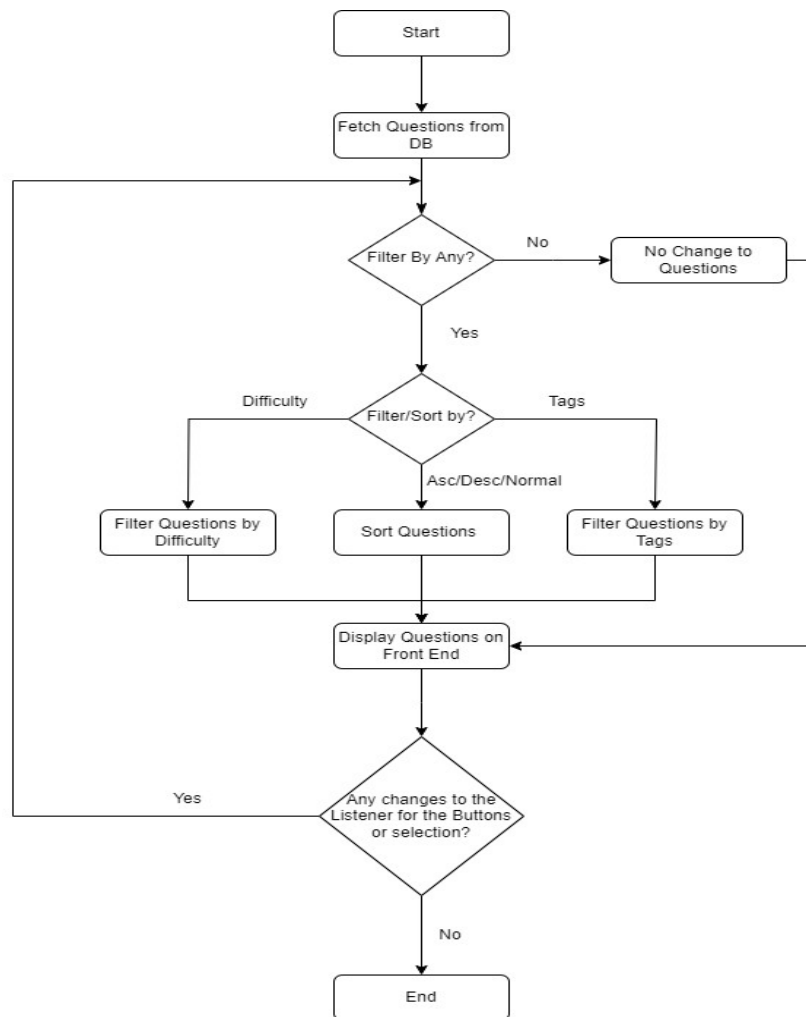 Start
Fetch Questions from
DB
Filter By Any?
No
No Change to
Questions
Yes
Difficulty
Filter/Sort by?
Tags
Asc/Desc/Normal
Filter Questions by
Difficulty
Sort Questions
Filter Questions by
Tags
Display Questions on
Front End
Yes
Any changes to the
Listener for the Buttons
or selection?
No
End